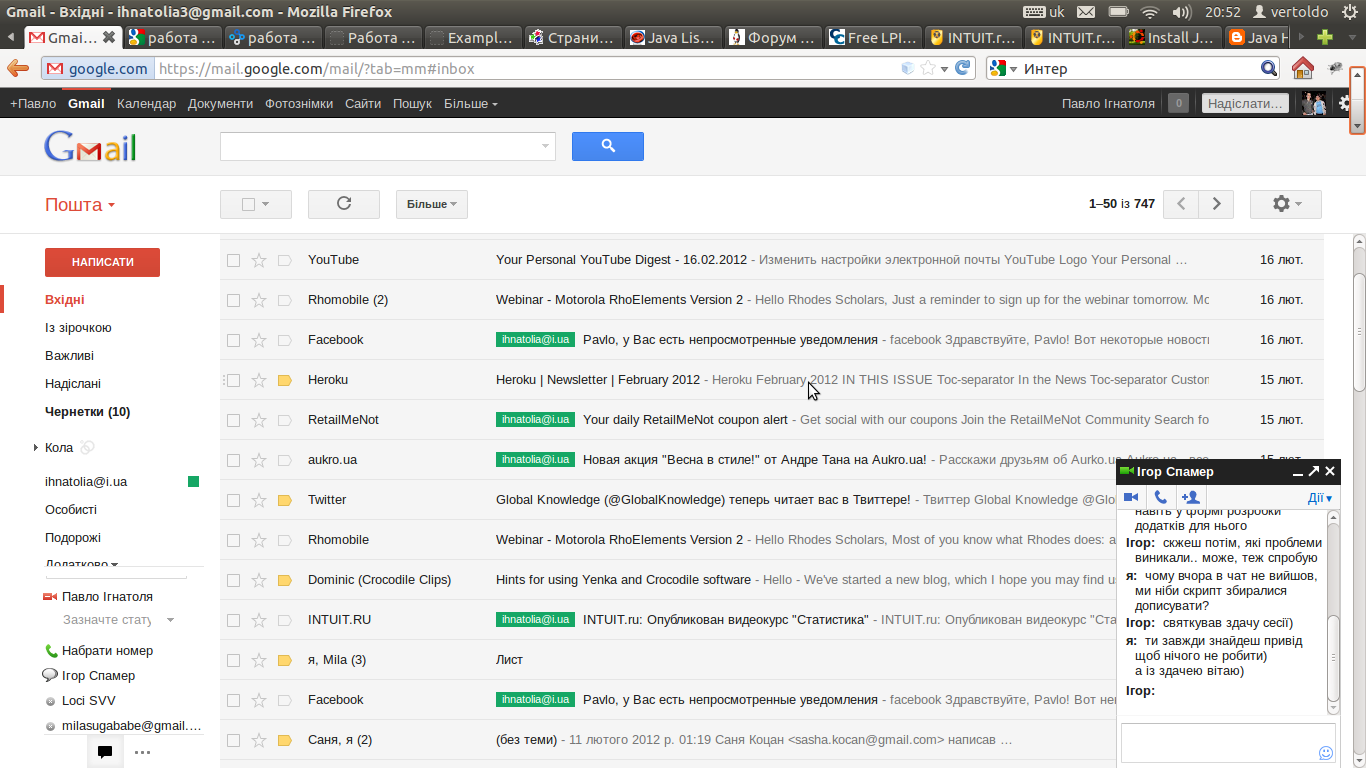 Gmail - Вхідні - ihnatolia3@gmail.com - Mozilla Firefox
uk 20:52 vertoldo
Gmai… работа … работа … Работа … Exampl… Страни… Java Lis… Форум … Free LPI… INTUIT.r… INTUIT.r… Install J… Java H
google.com https://mail.google.com/mail/?tab=mm#inbox Интер
+Павло Gmail Календар Документи Фотознімки Сайти Пошук Більше Павло Ігнатоля 0 Надіслати…
Gmail
Пошта Більше 1–50 із 747
НАПИСАТИ
Вхідні
Із зірочкою
Важливі
Надіслані
Чернетки (10)
Кола
ihnatolia@i.ua
Особисті
Подорожі
Додатково
Павло Ігнатоля
Зазначте стату
Набрати номер
Ігор Спамер
Loci SVV
milasugababe@gmail.…
YouTube Your Personal YouTube Digest - 16.02.2012 - Изменить настройки электронной почты YouTube Logo Your Personal … 16 лют.
Rhomobile (2) Webinar - Motorola RhoElements Version 2 - Hello Rhodes Scholars, Just a reminder to sign up for the webinar tomorrow. Mo 16 лют.
Facebook ihnatolia@i.ua Pavlo, у Вас есть непросмотренные уведомления - facebook Здравствуйте, Pavlo! Вот некоторые новости 16 лют.
Heroku Heroku | Newsletter | February 2012 - Heroku February 2012 IN THIS ISSUE Toc-separator In the News Toc-separator Custom 15 лют.
RetailMeNot ihnatolia@i.ua Your daily RetailMeNot coupon alert - Get social with our coupons Join the RetailMeNot Community Search fo 15 лют.
aukro.ua ihnatolia@i.ua Новая акция "Весна в стиле!" от Андре Тана на Aukro.ua! - Расскажи друзьям об Aukro.ua 15 лют.
Twitter Global Knowledge (@GlobalKnowledge) теперь читает вас в Твиттере! - Твиттер Global Knowledge @Glo
Rhomobile Webinar - Motorola RhoElements Version 2 - Hello Rhodes Scholars, Most of you know what Rhodes does: a
Dominic (Crocodile Clips) Hints for using Yenka and Crocodile software - Hello - We've started a new blog, which I hope you may find us
INTUIT.RU ihnatolia@i.ua INTUIT.ru: Опубликован видеокурс "Статистика" - INTUIT.ru: Опубликован видеокурс "Ста
я, Mila (3) Лист
Facebook ihnatolia@i.ua Pavlo, у Вас есть непросмотренные уведомления - facebook Здравствуйте, Pavlo! Вот нек
Саня, я (2) (без теми) - 11 лютого 2012 р. 01:19 Саня Коцан <sasha.kocan@gmail.com> написав …
Ігор Спамер
Дії
навіть у формі розробки
додатків для нього
Ігор: скжеш потім, які проблеми
виникали.. може, теж спробую
я: чому вчора в чат не вийшов,
ми ніби скрипт збиралися
дописувати?
Ігор: святкував здачу сесії)
я: ти завжди знайдеш привід
щоб нічого не робити)
а із здачею вітаю)
Ігор: